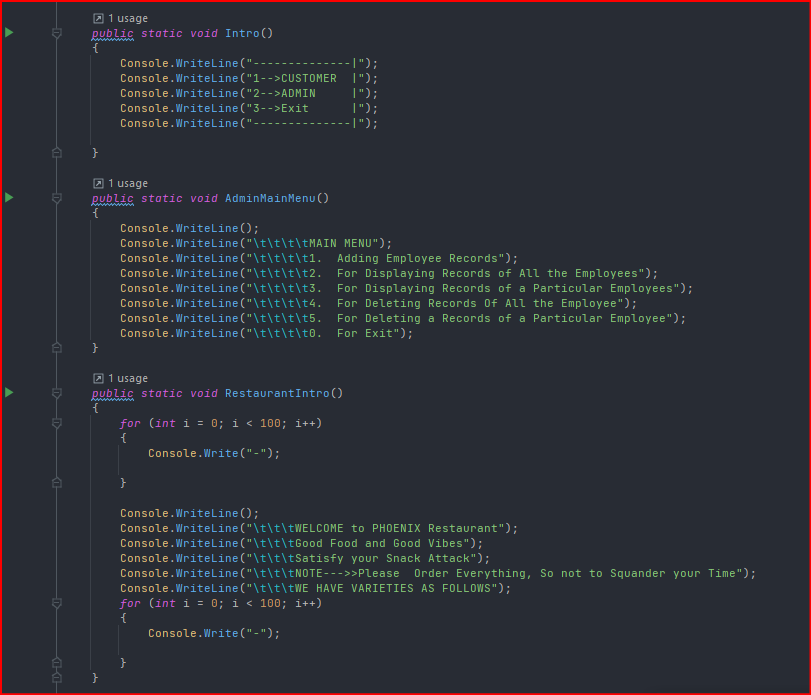 1 usage
public static void Intro()
{
Console.WriteLine("--------------|");
Console.WriteLine("1-->CUSTOMER  |");
Console.WriteLine("2-->ADMIN     |");
Console.WriteLine("3-->Exit      |");
Console.WriteLine("--------------|");
}
1 usage
public static void AdminMainMenu()
{
Console.WriteLine();
Console.WriteLine("\t\t\t\tMAIN MENU");
Console.WriteLine("\t\t\t\t1.  Adding Employee Records");
Console.WriteLine("\t\t\t\t2.  For Displaying Records of All the Employees");
Console.WriteLine("\t\t\t\t3.  For Displaying Records of a Particular Employees");
Console.WriteLine("\t\t\t\t4.  For Deleting Records Of All the Employee");
Console.WriteLine("\t\t\t\t5.  For Deleting a Records of a Particular Employee");
Console.WriteLine("\t\t\t\t0.  For Exit");
}
1 usage
public static void RestaurantIntro()
{
for (int i = 0; i < 100; i++)
{
Console.Write("-");
}
Console.WriteLine();
Console.WriteLine("\t\t\tWELCOME to PHOENIX Restaurant");
Console.WriteLine("\t\t\tGood Food and Good Vibes");
Console.WriteLine("\t\t\tSatisfy your Snack Attack");
Console.WriteLine("\t\t\tNOTE--->>Please  Order Everything, So not to Squander your Time");
Console.WriteLine("\t\t\tWE HAVE VARIETIES AS FOLLOWS");
for (int i = 0; i < 100; i++)
{
Console.Write("-");
}
}